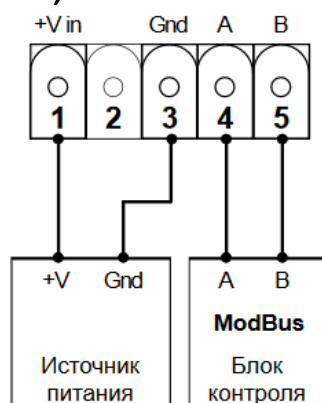 +V in Gnd A B
1 2 3 4 5
+V Gnd A B
ModBus
Источник Блок
питания контроля